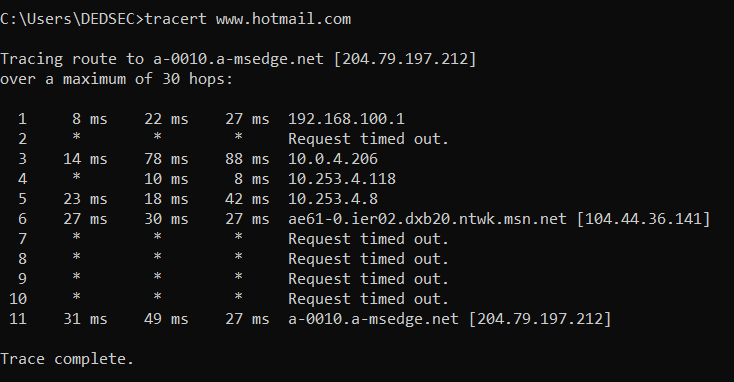 C:\Users\DEDSEC>tracert www.hotmail.com
Tracing route to a-0010.a-msedge.net [204.79.197.212]
over a maximum of 30 hops:
1 8 ms 22 ms 27 ms 192.168.100.1
2 * * * Request timed out.
3 14 ms 78 ms 88 ms 10.0.4.206
4 * 10 ms 8 ms 10.253.4.118
5 23 ms 18 ms 42 ms 10.253.4.8
6 27 ms 30 ms 27 ms ae61-0.ier02.dxb20.ntwk.msn.net [104.44.36.141]
7 * * * Request timed out.
8 * * * Request timed out.
9 * * * Request timed out.
10 * * * Request timed out.
11 31 ms 49 ms 27 ms a-0010.a-msedge.net [204.79.197.212]
Trace complete.